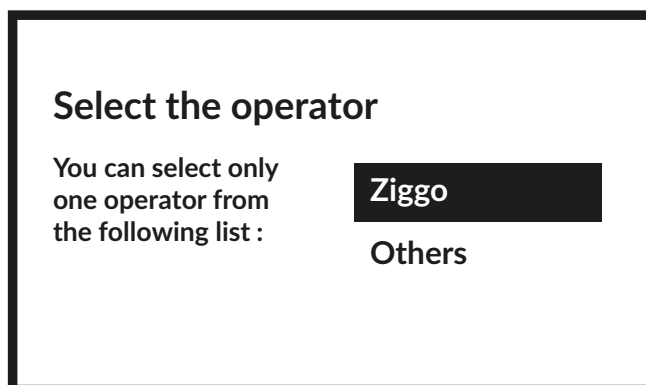 Select the operator
You can select only
one operator from
the following list :
Ziggo
Others